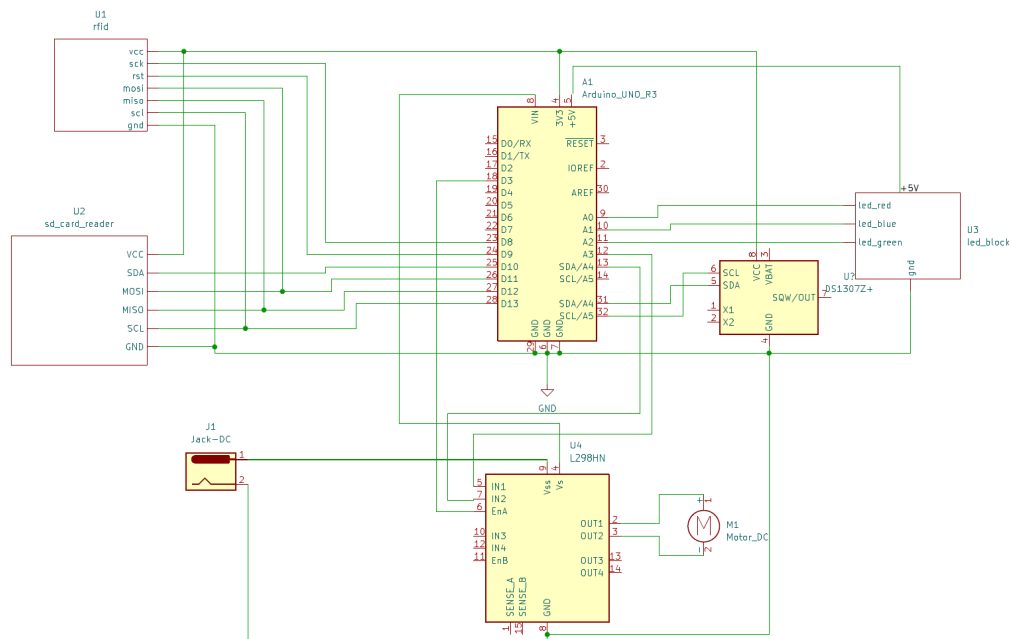 U1
rfid
vcc
sck
rst
mosi
miso
scl
gnd
U2
sd_card_reader
VCC
SDA
MOSI
MISO
SCL
GND
A1
Arduino_UNO_R3
8
4
5
VIN
3V3
+5V
15
D0/RX
16
D1/TX
17
D2
18
D3
19
D4
20
D5
21
D6
22
D7
23
D8
24
D9
25
D10
26
D11
27
D12
28
D13
RESET
3
IOREF
2
AREF
30
A0
9
A1
10
A2
11
A3
12
SDA/A4
13
SCL/A5
14
SDA/A4
31
SCL/A5
32
GND
GND
GND
29
6
7
GND
+5V
led_red
led_blue
led_green
gnd
U3
led_block
U?
DS1307Z+
8
3
VCC
VBAT
6
SCL
5
SDA
SQW/OUT
7
1
X1
2
X2
GND
4
J1
Jack-DC
1
2
U4
L298HN
9
4
Vss
Vs
5
IN1
7
IN2
6
EnA
10
IN3
12
IN4
11
EnB
OUT1
2
OUT2
3
OUT3
13
OUT4
14
SENSE_A
SENSE_B
GND
1
15
8
+
1
M
M1
Motor_DC
-
2